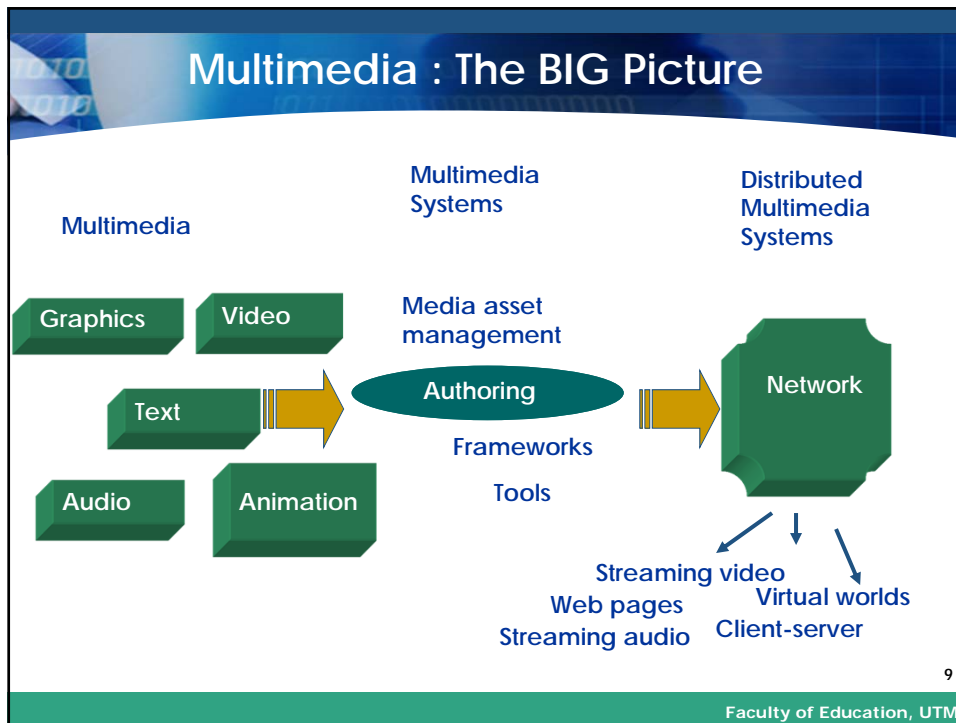 Multimedia : The BIG Picture
Multimedia
Multimedia
Systems
Distributed
Multimedia
Systems
Graphics
Video
Text
Audio
Animation
Media asset
management
Authoring
Frameworks
Tools
Network
Streaming video
Web pages
Virtual worlds
Streaming audio
Client-server
9
Faculty of Education, UTM